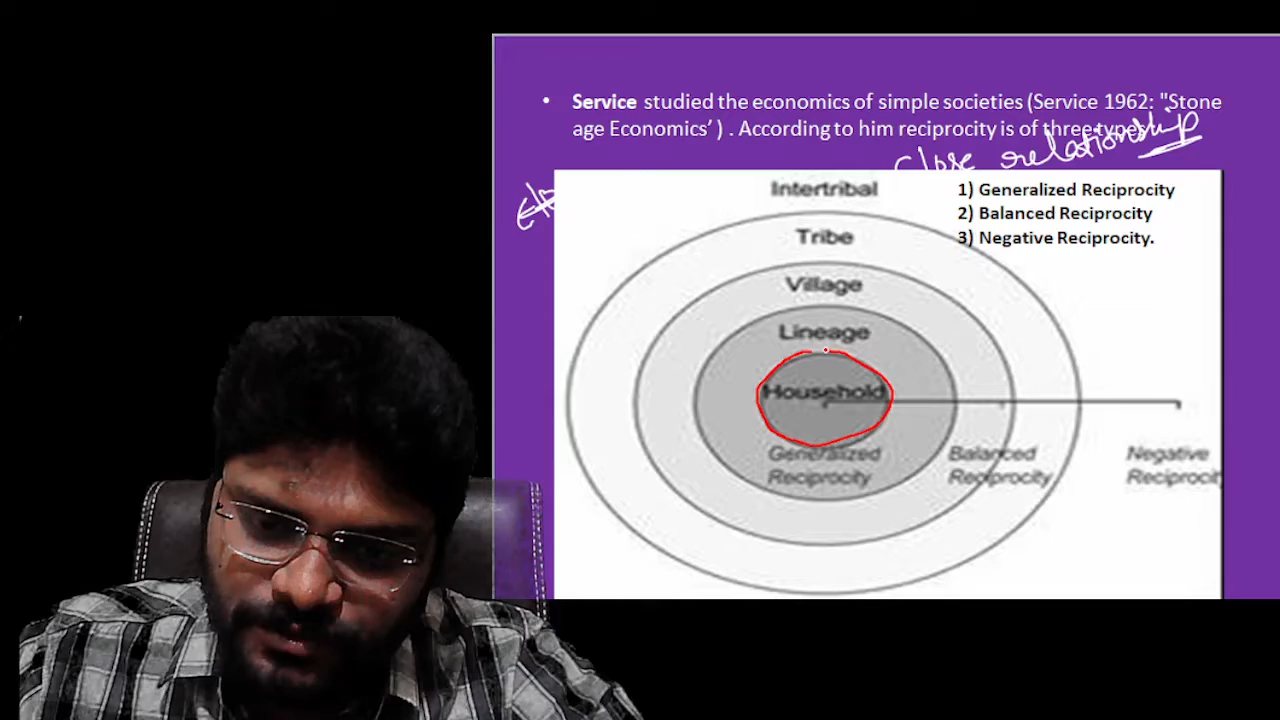 • Service studied the economics of simple societies (Service 1962: "Stone
age Economics’ ) . According to him reciprocity is of three types
close relationship
Intertribal
1) Generalized Reciprocity
2) Balanced Reciprocity
3) Negative Reciprocity.
Tribe
Village
Lineage
Household
Generalized
Reciprocity
Balanced
Reciprocity
Negative
Reciprocity